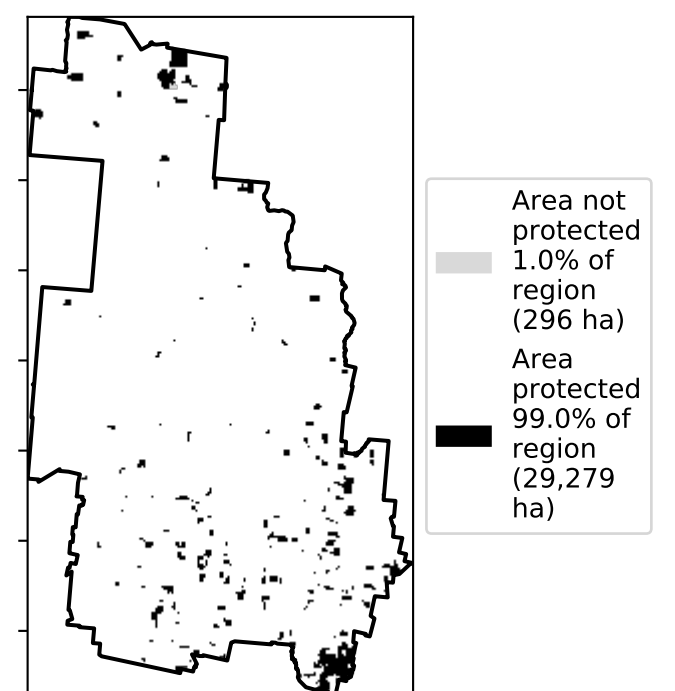 Area not
protected
1.0% of
region
(296 ha)
Area
protected
99.0% of
region
(29,279
ha)